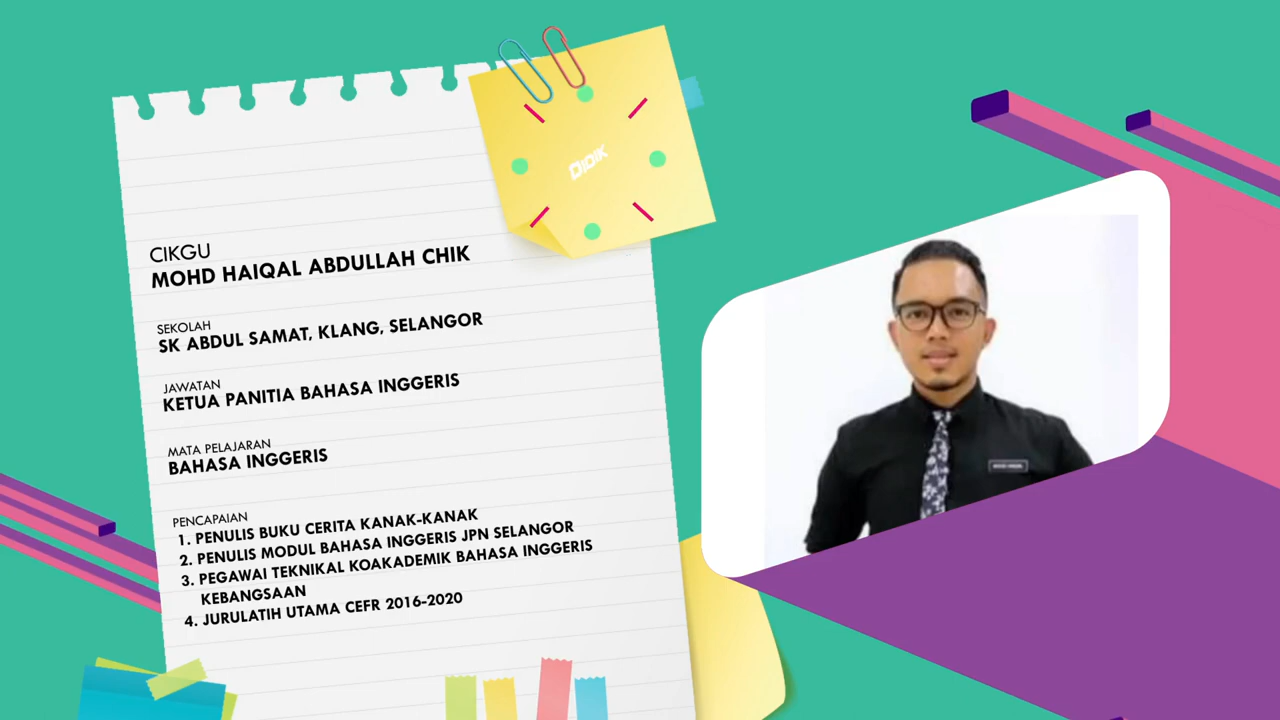 DIDIK
CIKGU
MOHD HAIQAL ABDULLAH CHIK
SEKOLAH
SK ABDUL SAMAT, KLANG, SELANGOR
JAWATAN
KETUA PANITIA BAHASA INGGERIS
MATA PELAJARAN
BAHASA INGGERIS
PENCAPAIAN
1. PENULIS BUKU CERITA KANAK-KANAK
2. PENULIS MODUL BAHASA INGGERIS JPN SELANGOR
3. PEGAWAI TEKNIKAL KOAKADEMIK BAHASA INGGERIS
KEBANGSAAN
4. JURULATIH UTAMA CEFR 2016-2020